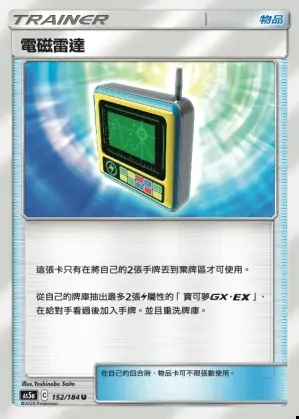 TRAINER 物品
電磁雷達
這張卡只有在將自己的2張手牌丟到棄牌區才可使用。
從自己的牌庫抽出最多2張⚡屬性的「寶可夢GX・EX」,
在給對手看過後加入手牌。並且重洗牌庫。
在自己的回合時,物品卡可不限張數使用。
Illus.Yoshinobu Saito
AS5a C 152/184 U
©2020 Pokémon